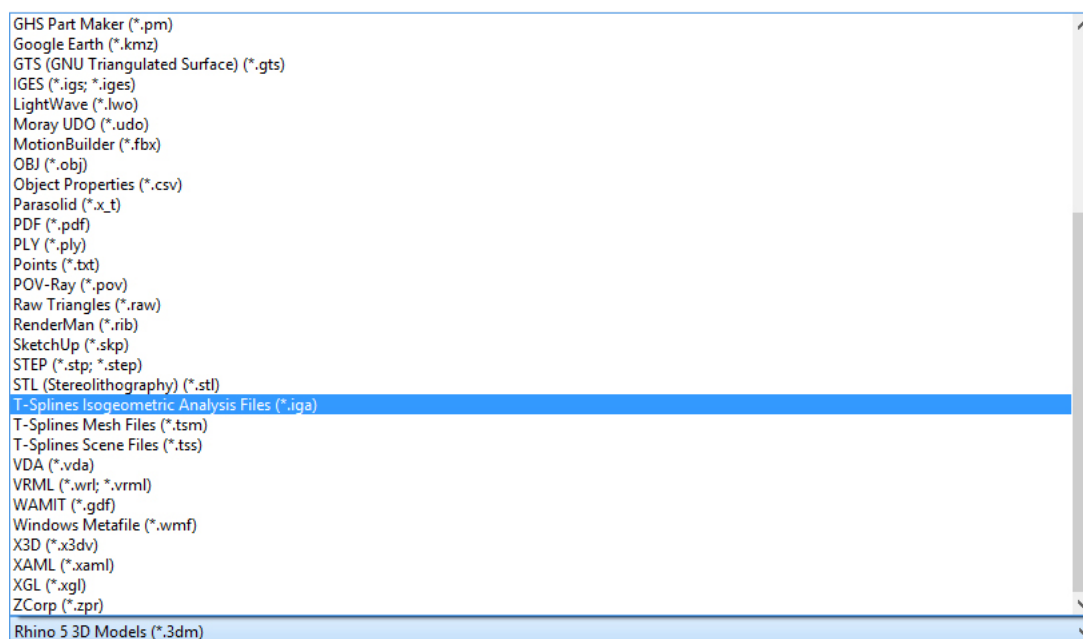 GHS Part Maker (*.pm)
Google Earth (*.kmz)
GTS (GNU Triangulated Surface) (*.gts)
IGES (*.igs; *.iges)
LightWave (*.lwo)
Moray UDO (*.udo)
MotionBuilder (*.fbx)
OBJ (*.obj)
Object Properties (*.csv)
Parasolid (*.x_t)
PDF (*.pdf)
PLY (*.ply)
Points (*.txt)
POV-Ray (*.pov)
Raw Triangles (*.raw)
RenderMan (*.rib)
SketchUp (*.skp)
STEP (*.stp; *.step)
STL (Stereolithography) (*.stl)
T-Splines Isogeometric Analysis Files (*.iga)
T-Splines Mesh Files (*.tsm)
T-Splines Scene Files (*.tss)
VDA (*.vda)
VRML (*.wrl; *.vrml)
WAMIT (*.gdf)
Windows Metafile (*.wmf)
X3D (*.x3dv)
XAML (*.xaml)
XGL (*.xgl)
ZCorp (*.zpr)
Rhino 5 3D Models (*.3dm)